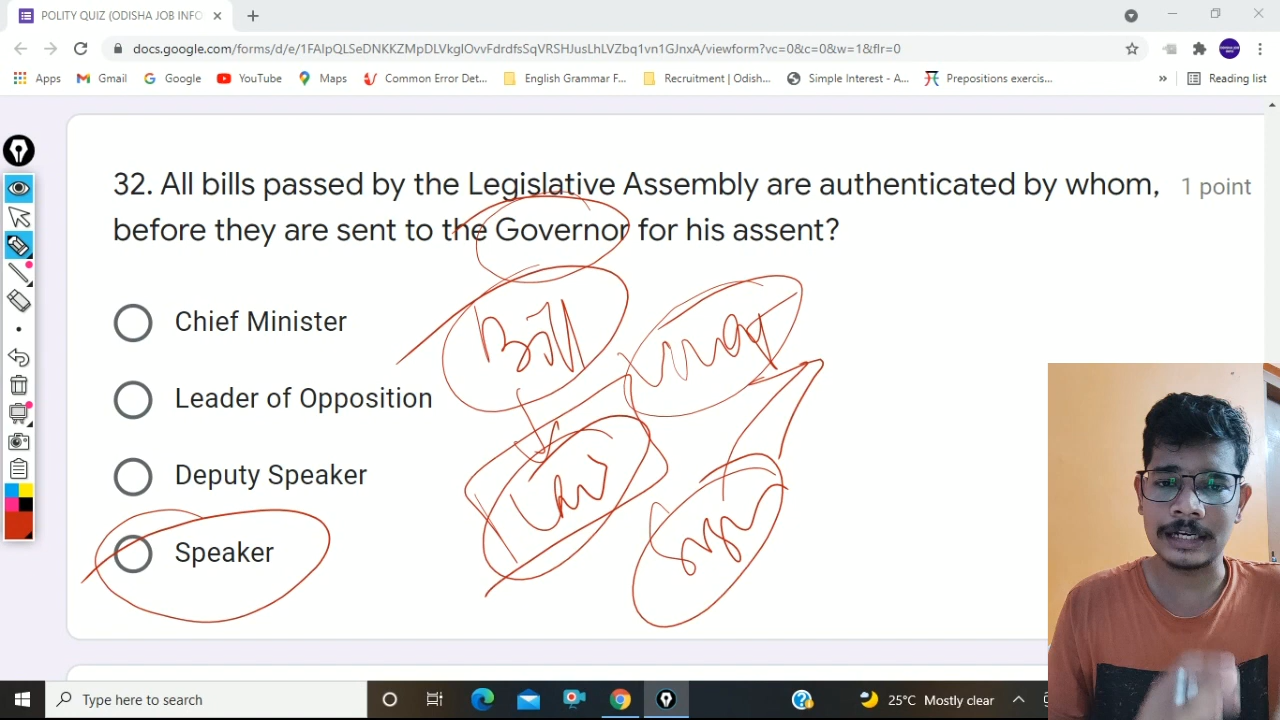 POLITY QUIZ (ODISHA JOB INFO
docs.google.com/forms/d/e/1FAIpQLSeDNKKZMpDLVkglOvvFdrdfsSqVRSHJusLhLVZbq1vn1GJnxA/viewform?vc=0&c=0&w=1&flr=0
Apps
Gmail
Google
YouTube
Maps
Common Error Det...
English Grammar F...
Recruitment | Odish...
Simple Interest - A...
Prepositions exercis...
»
Reading list
32. All bills passed by the Legislative Assembly are authenticated by whom, 1 point
before they are sent to the Governor for his assent?
Chief Minister
Bill
Leader of Opposition
Law
Deputy Speaker
Speaker
Type here to search
25°C Mostly clear